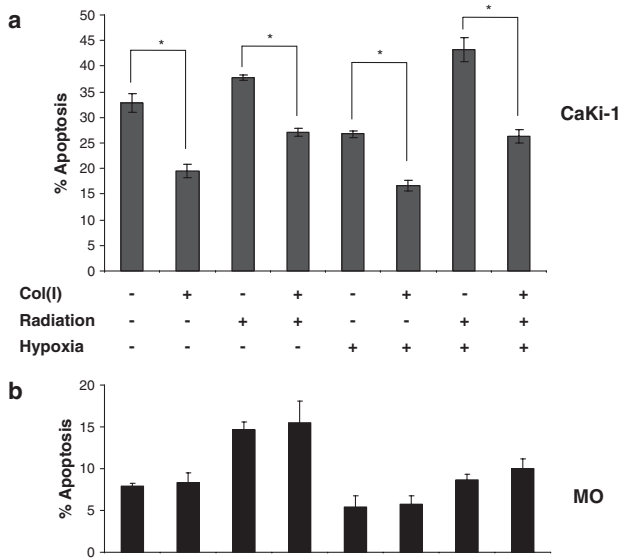 a
50
45
40
35
30
25
20
15
10
5
0
% Apoptosis
* * * *
CaKi-1
Col(I) - + - + - + - +
Radiation - - + + - - + +
Hypoxia - - - - + + + +
b
20
15
10
5
0
% Apoptosis
MO